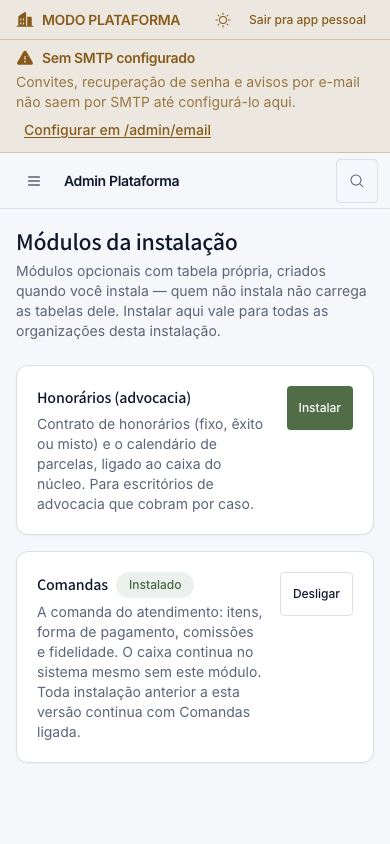 MODO PLATAFORMA
Sair pra app pessoal
Sem SMTP configurado
Convites, recuperação de senha e avisos por e-mail
não saem por SMTP até configurá-lo aqui.
Configurar em /admin/email
Admin Plataforma
Módulos da instalação
Módulos opcionais com tabela própria, criados
quando você instala — quem não instala não carrega
as tabelas dele. Instalar aqui vale para todas as
organizações desta instalação.
Honorários (advocacia)
Instalar
Contrato de honorários (fixo, êxito
ou misto) e o calendário de
parcelas, ligado ao caixa do
núcleo. Para escritórios de
advocacia que cobram por caso.
Comandas
Instalado
Desligar
A comanda do atendimento: itens,
forma de pagamento, comissões
e fidelidade. O caixa continua no
sistema mesmo sem este módulo.
Toda instalação anterior a esta
versão continua com Comandas
ligada.